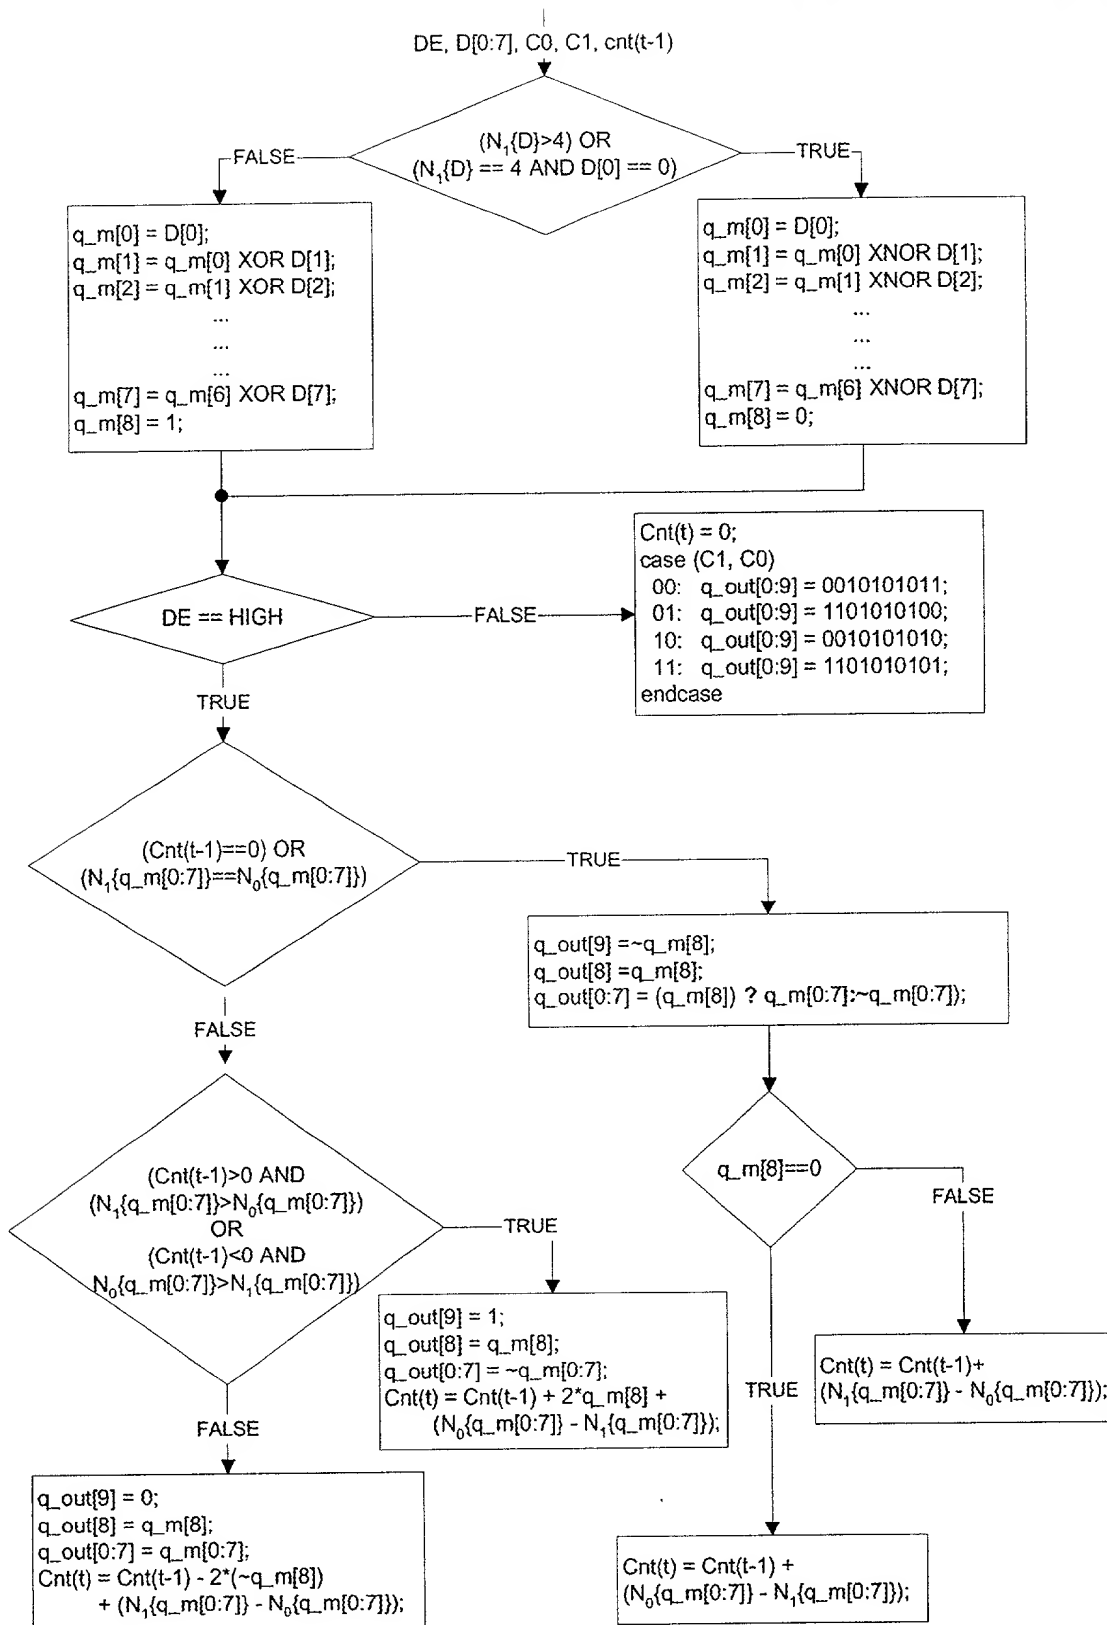 DE, D[0:7], C0, C1, cnt(t-1)
(N₁{D}>4) OR
(N₁{D} == 4 AND D[0] == 0)
FALSE
TRUE
q_m[0] = D[0];
q_m[1] = q_m[0] XOR D[1];
q_m[2] = q_m[1] XOR D[2];
...
...
...
q_m[7] = q_m[6] XOR D[7];
q_m[8] = 1;
q_m[0] = D[0];
q_m[1] = q_m[0] XNOR D[1];
q_m[2] = q_m[1] XNOR D[2];
...
...
...
q_m[7] = q_m[6] XNOR D[7];
q_m[8] = 0;
DE == HIGH
FALSE
Cnt(t) = 0;
case (C1, C0)
00: q_out[0:9] = 0010101011;
01: q_out[0:9] = 1101010100;
10: q_out[0:9] = 0010101010;
11: q_out[0:9] = 1101010101;
endcase
TRUE
(Cnt(t-1)==0) OR
(N₁{q_m[0:7]}==N₀{q_m[0:7]})
TRUE
q_out[9] =~q_m[8];
q_out[8] =q_m[8];
q_out[0:7] = (q_m[8]) ? q_m[0:7]:~q_m[0:7]);
FALSE
(Cnt(t-1)>0 AND
(N₁{q_m[0:7]}>N₀{q_m[0:7]})
OR
(Cnt(t-1)<0 AND
N₀{q_m[0:7]}>N₁{q_m[0:7]})
TRUE
q_m[8]==0
FALSE
q_out[9] = 1;
q_out[8] = q_m[8];
q_out[0:7] = ~q_m[0:7];
Cnt(t) = Cnt(t-1) + 2*q_m[8] +
(N₀{q_m[0:7]} - N₁{q_m[0:7]});
TRUE
Cnt(t) = Cnt(t-1)+
(N₁{q_m[0:7]} - N₀{q_m[0:7]});
FALSE
q_out[9] = 0;
q_out[8] = q_m[8];
q_out[0:7] = q_m[0:7];
Cnt(t) = Cnt(t-1) - 2*(~q_m[8])
+ (N₁{q_m[0:7]} - N₀{q_m[0:7]});
Cnt(t) = Cnt(t-1) +
(N₀{q_m[0:7]} - N₁{q_m[0:7]});